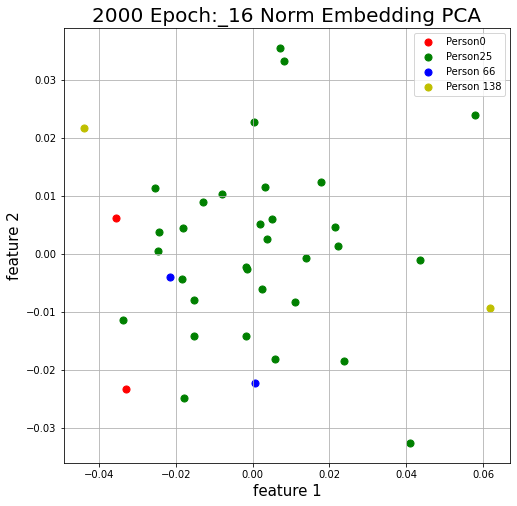 2000 Epoch:_16 Norm Embedding PCA
Person0
Person25
Person 66
Person 138
feature 2
0.03
0.02
0.01
0.00
−0.01
−0.02
−0.03
−0.04
−0.02
0.00
0.02
0.04
0.06
feature 1